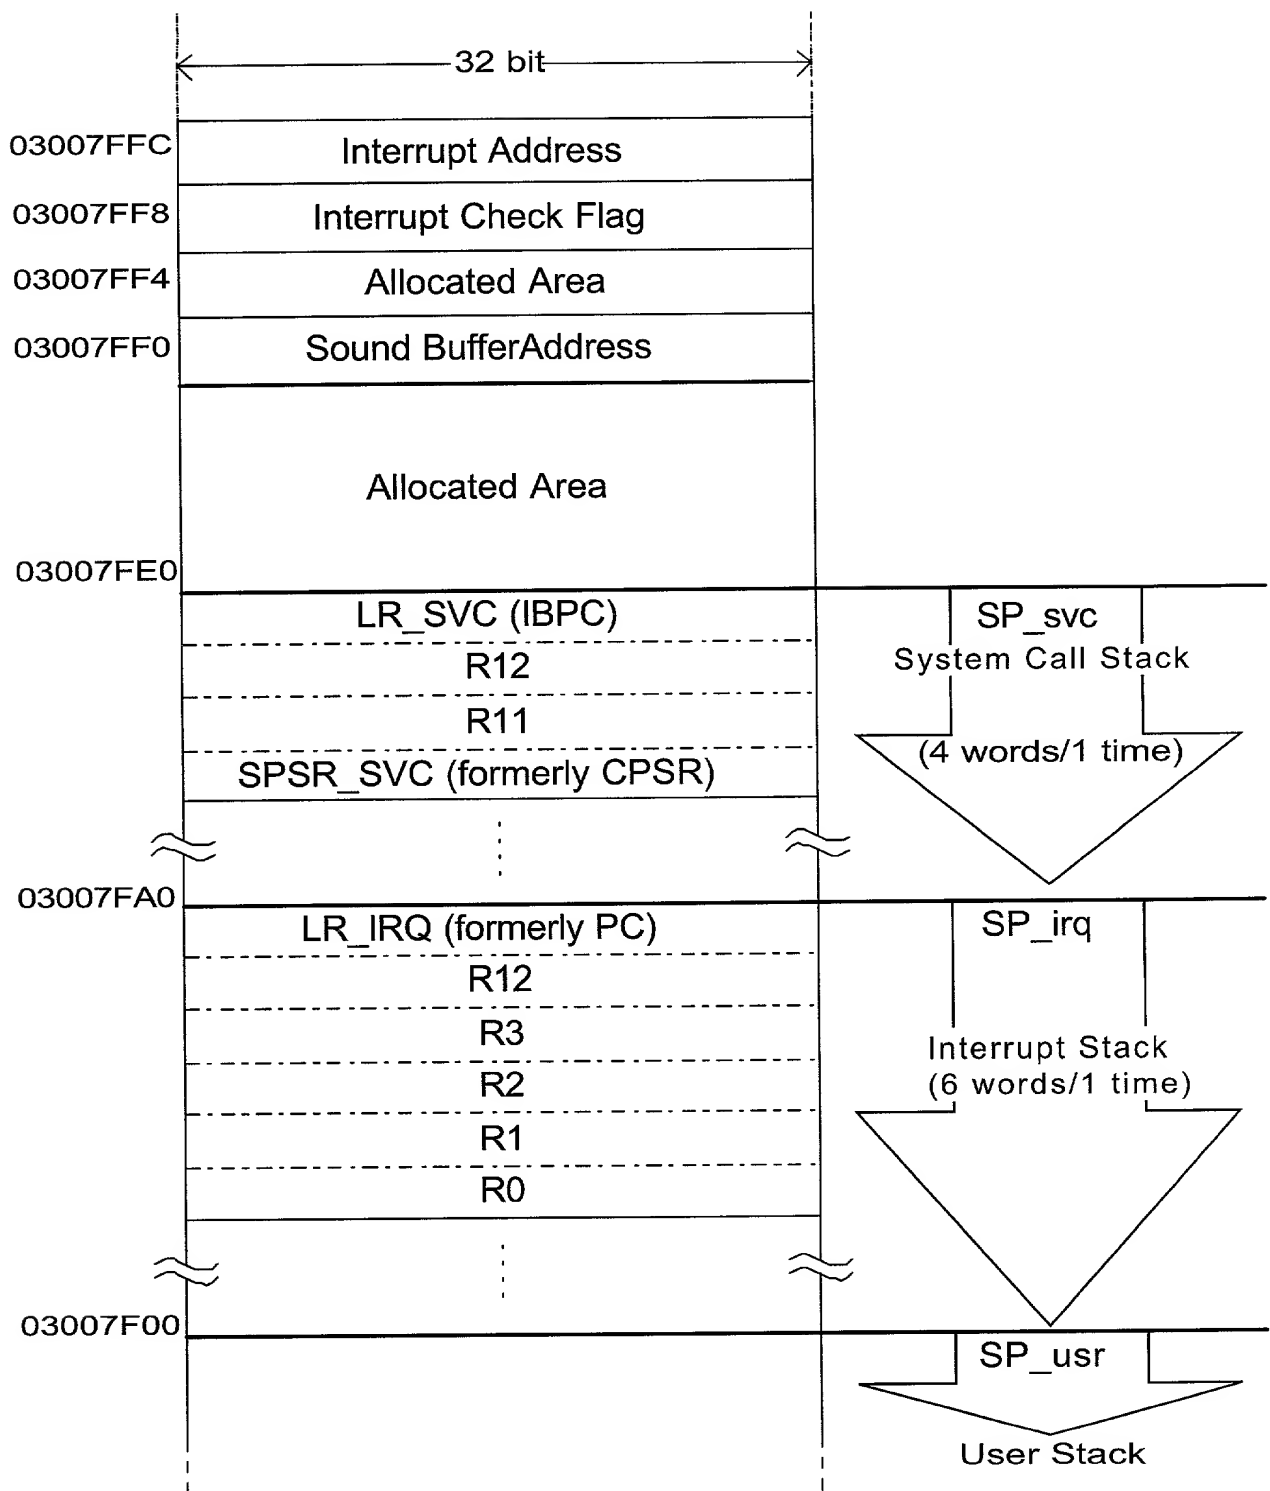 32 bit
03007FFC
Interrupt Address
03007FF8
Interrupt Check Flag
03007FF4
Allocated Area
03007FF0
Sound BufferAddress
Allocated Area
03007FE0
LR_SVC (IBPC)
R12
R11
SPSR_SVC (formerly CPSR)
SP_svc
System Call Stack
(4 words/1 time)
03007FA0
LR_IRQ (formerly PC)
R12
R3
R2
R1
R0
SP_irq
Interrupt Stack
(6 words/1 time)
03007F00
SP_usr
User Stack